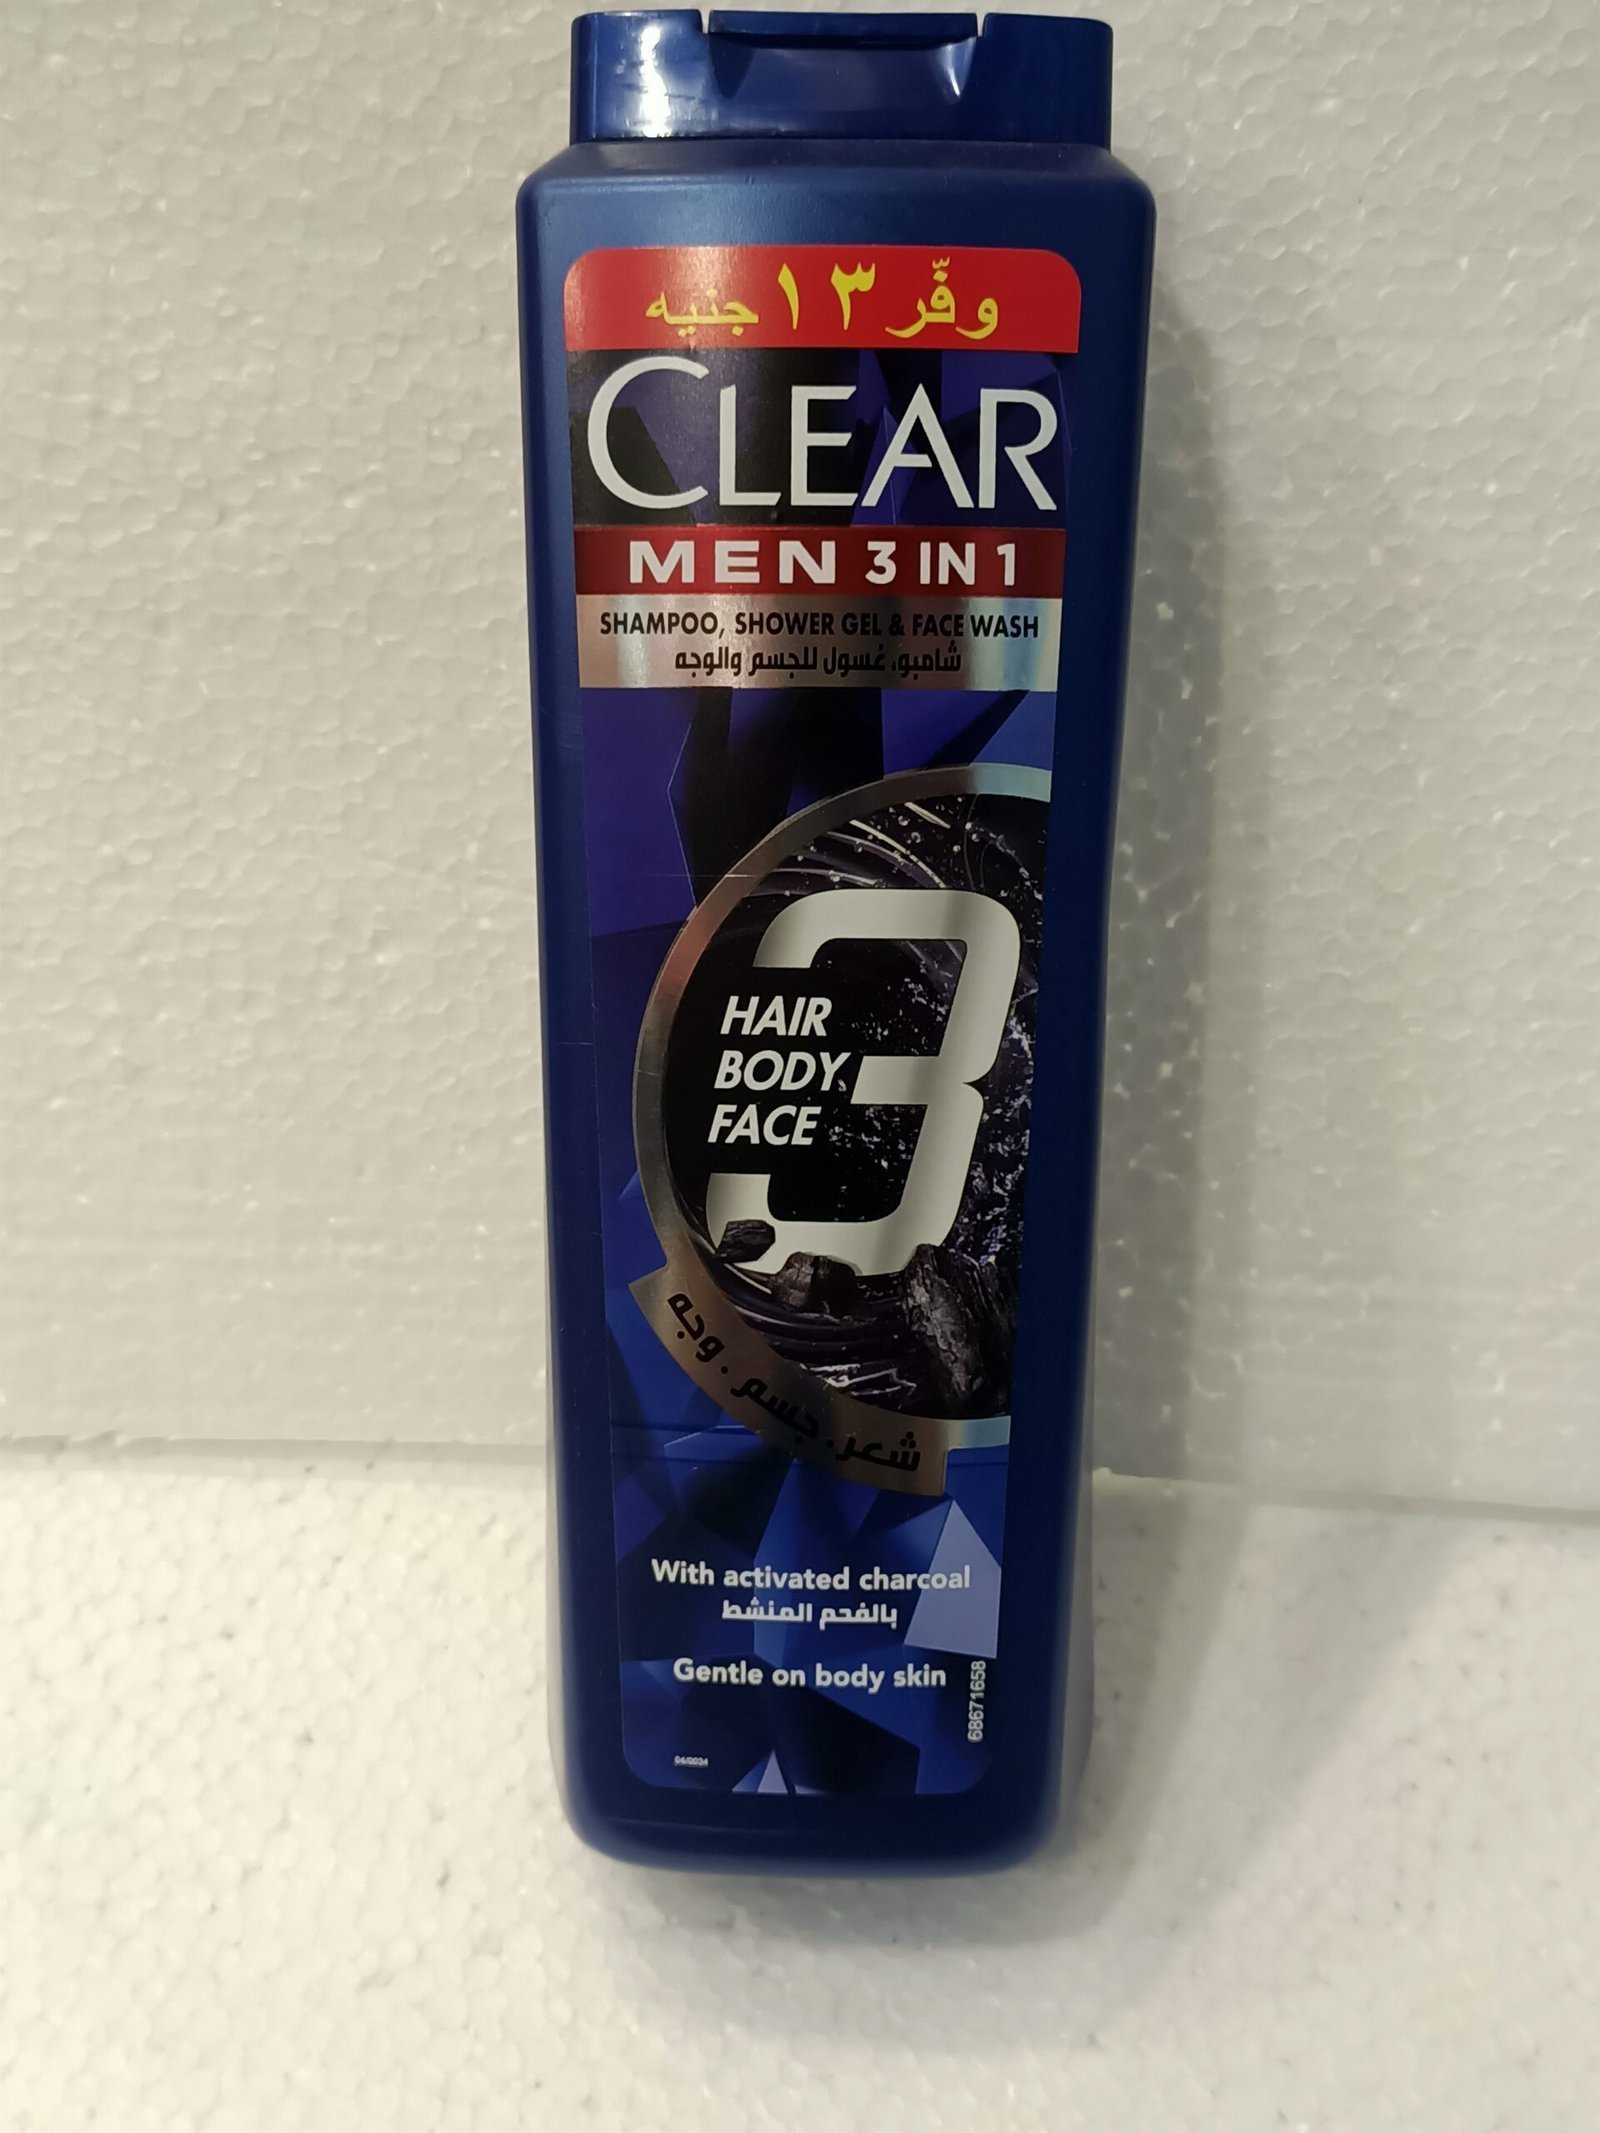 وفّر ١٣ جنيه
CLEAR
MEN 3 IN 1
SHAMPOO, SHOWER GEL & FACE WASH
شامبو، غسول للجسم والوجه
3
HAIR
BODY
FACE
شعر . جسم . وجه
With activated charcoal
بالفحم المنشط
Gentle on body skin
68671658